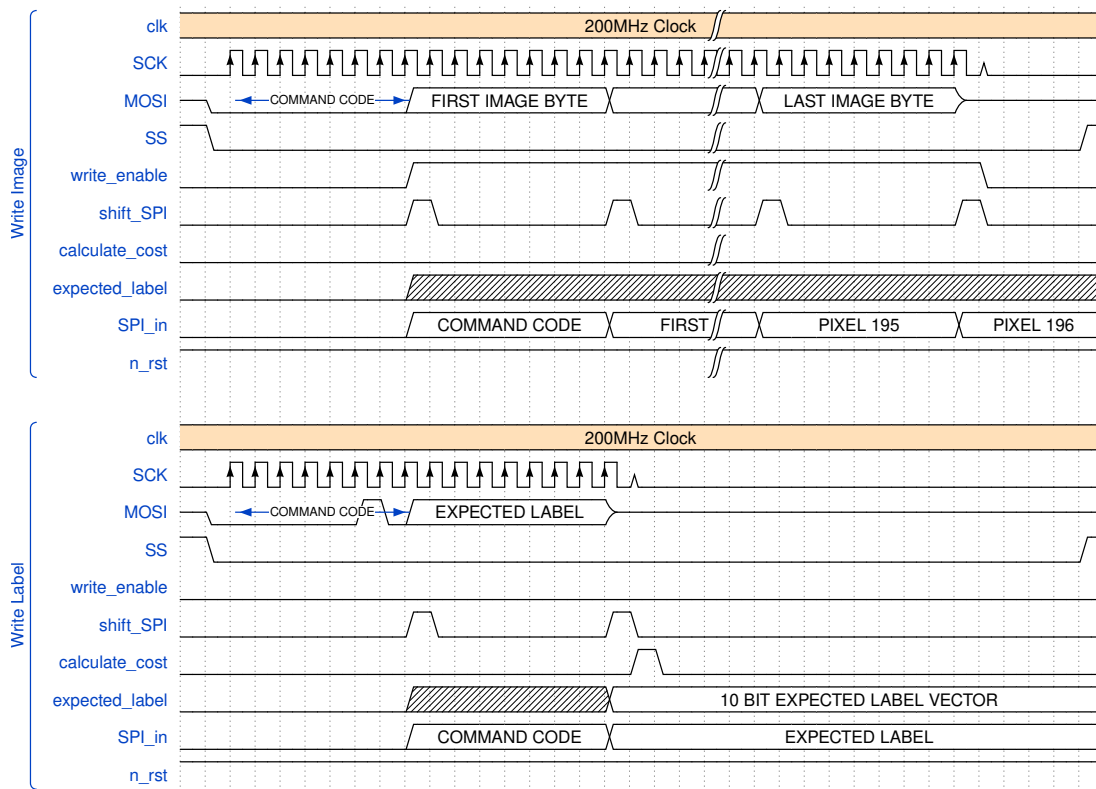 Write Image
clk 200MHz Clock
SCK
MOSI COMMAND CODE FIRST IMAGE BYTE LAST IMAGE BYTE
SS
write_enable
shift_SPI
calculate_cost
expected_label
SPI_in COMMAND CODE FIRST PIXEL 195 PIXEL 196
n_rst
Write Label
clk 200MHz Clock
SCK
MOSI COMMAND CODE EXPECTED LABEL
SS
write_enable
shift_SPI
calculate_cost
expected_label 10 BIT EXPECTED LABEL VECTOR
SPI_in COMMAND CODE EXPECTED LABEL
n_rst